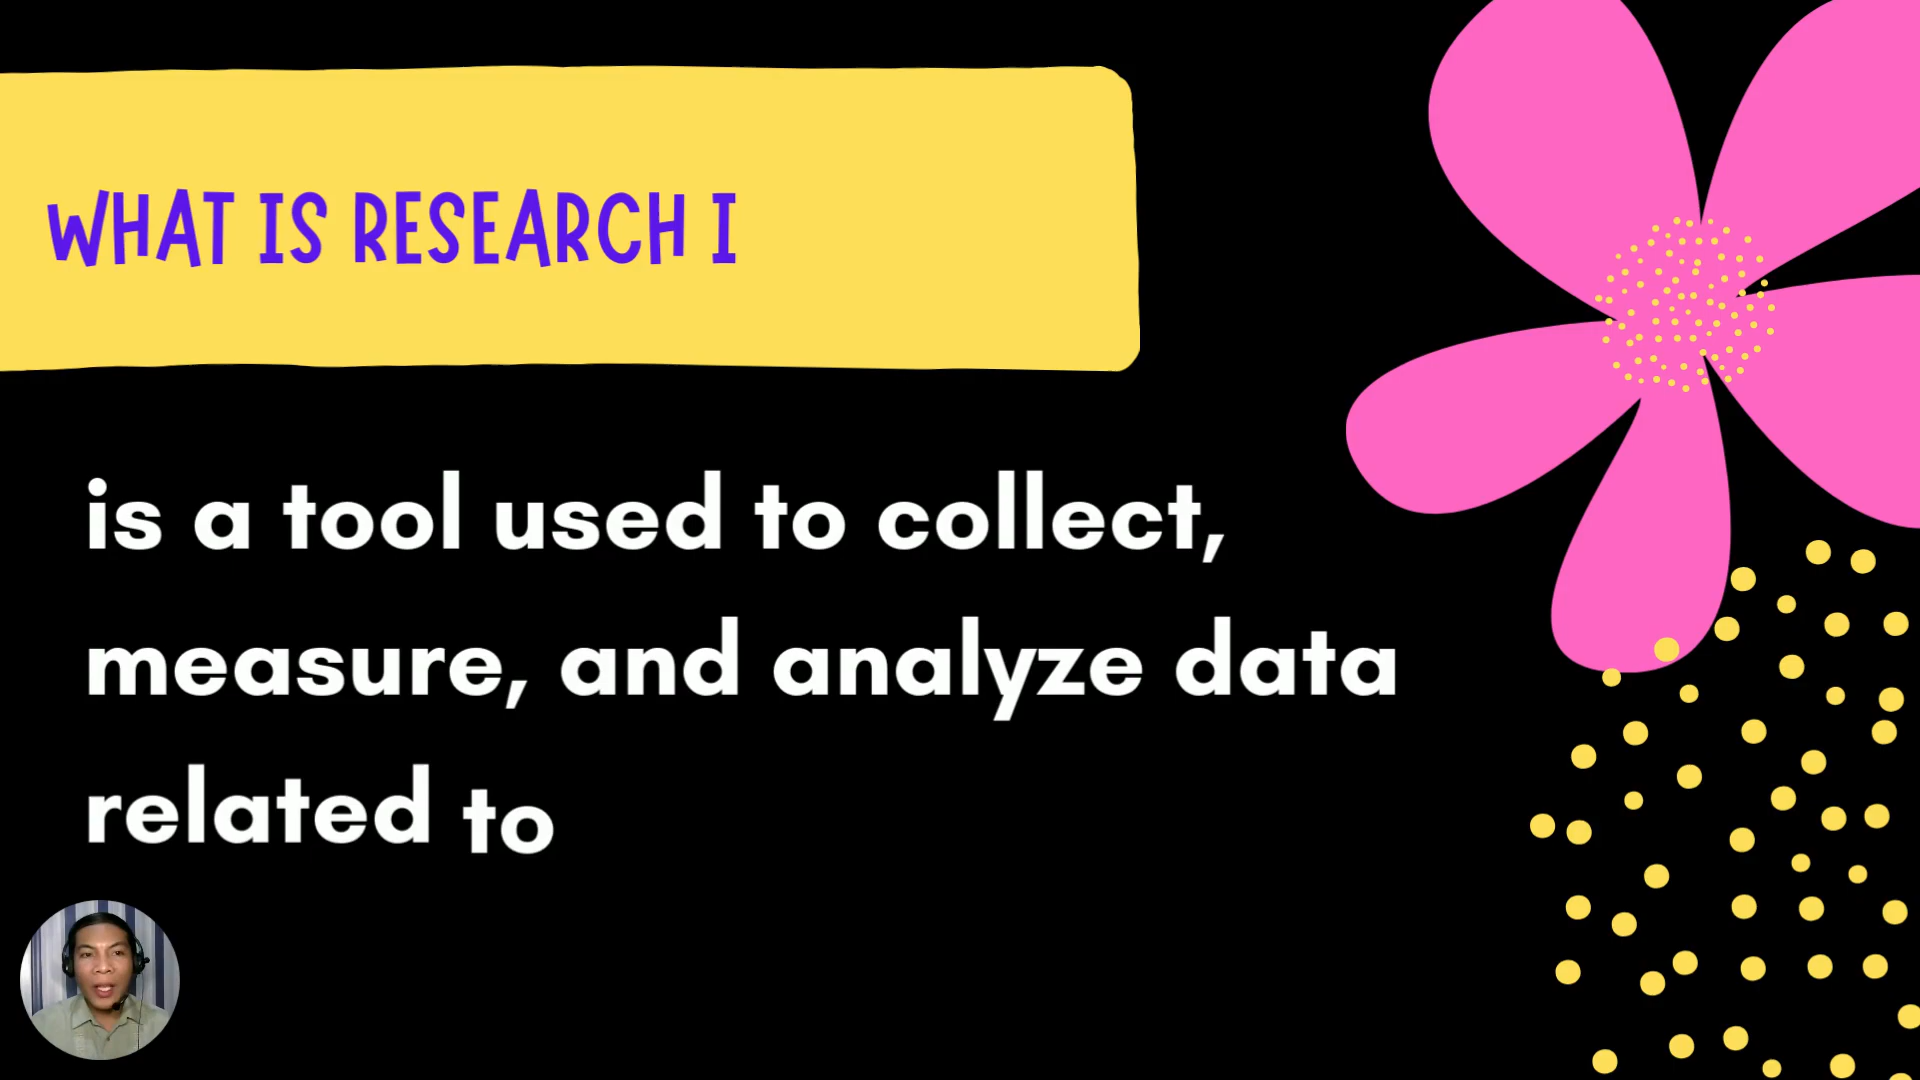 WHAT IS RESEARCH I
is a tool used to collect,
measure, and analyze data
related to